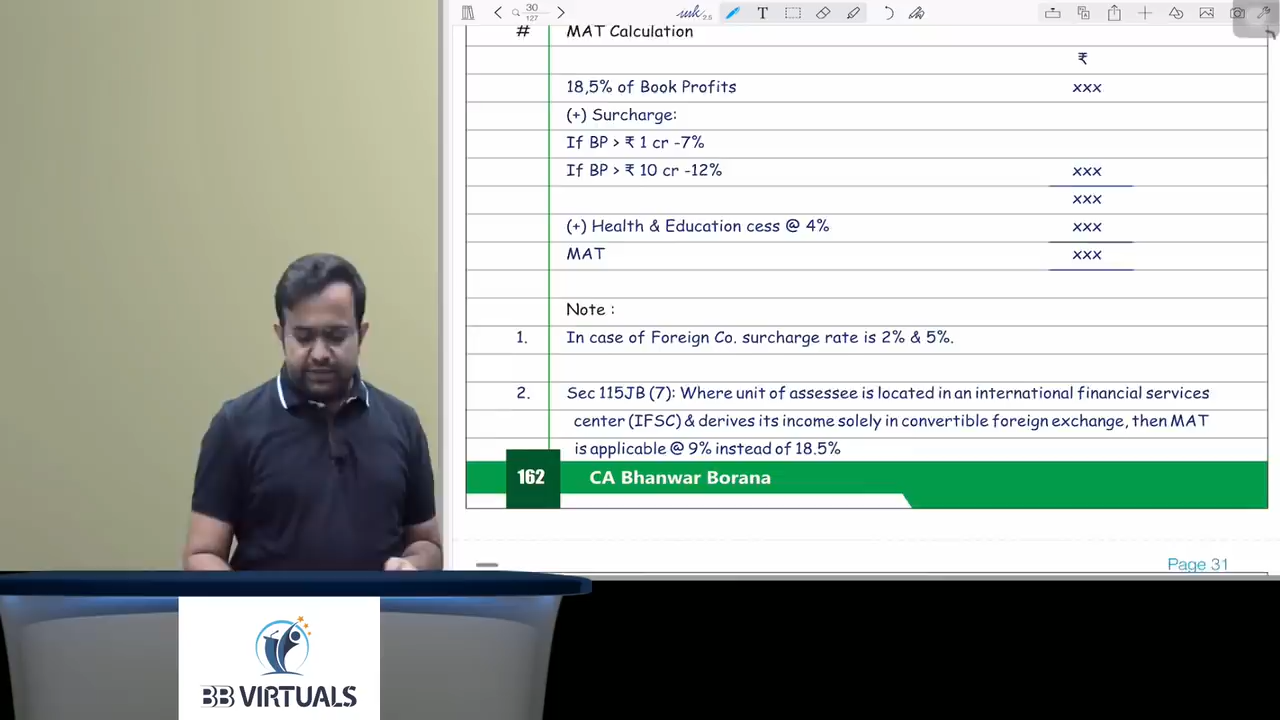 30
127
2.5
T
# MAT Calculation
₹
18,5% of Book Profits xxx
(+) Surcharge:
If BP > ₹ 1 cr -7%
If BP > ₹ 10 cr -12% xxx
xxx
(+) Health & Education cess @ 4% xxx
MAT xxx
Note :
1. In case of Foreign Co. surcharge rate is 2% & 5%.
2. Sec 115JB (7): Where unit of assessee is located in an international financial services
center (IFSC) & derives its income solely in convertible foreign exchange, then MAT
is applicable @ 9% instead of 18.5%
162 CA Bhanwar Borana
Page 31
BB VIRTUALS